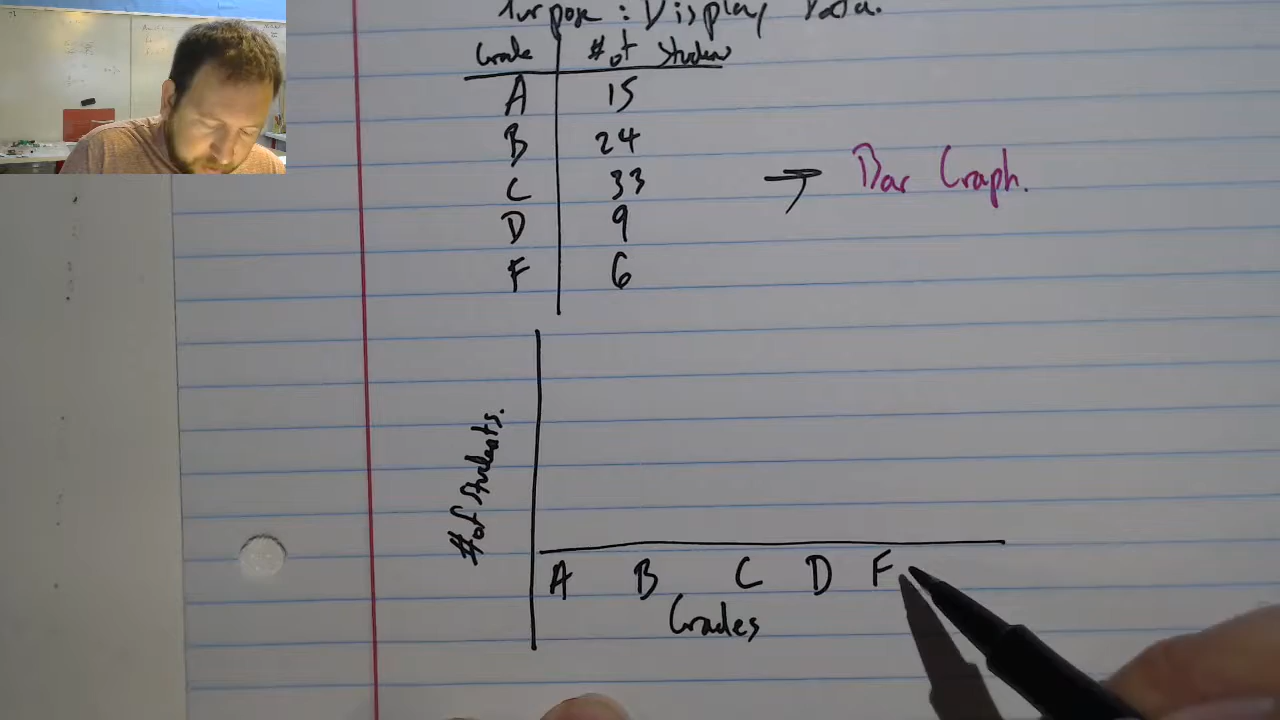 Purpose : Display Data.
Grade # of Students
A 15
B 24
C 33
D 9
F 6
→ Bar Graph.
# of Students.
A B C D F
Grades